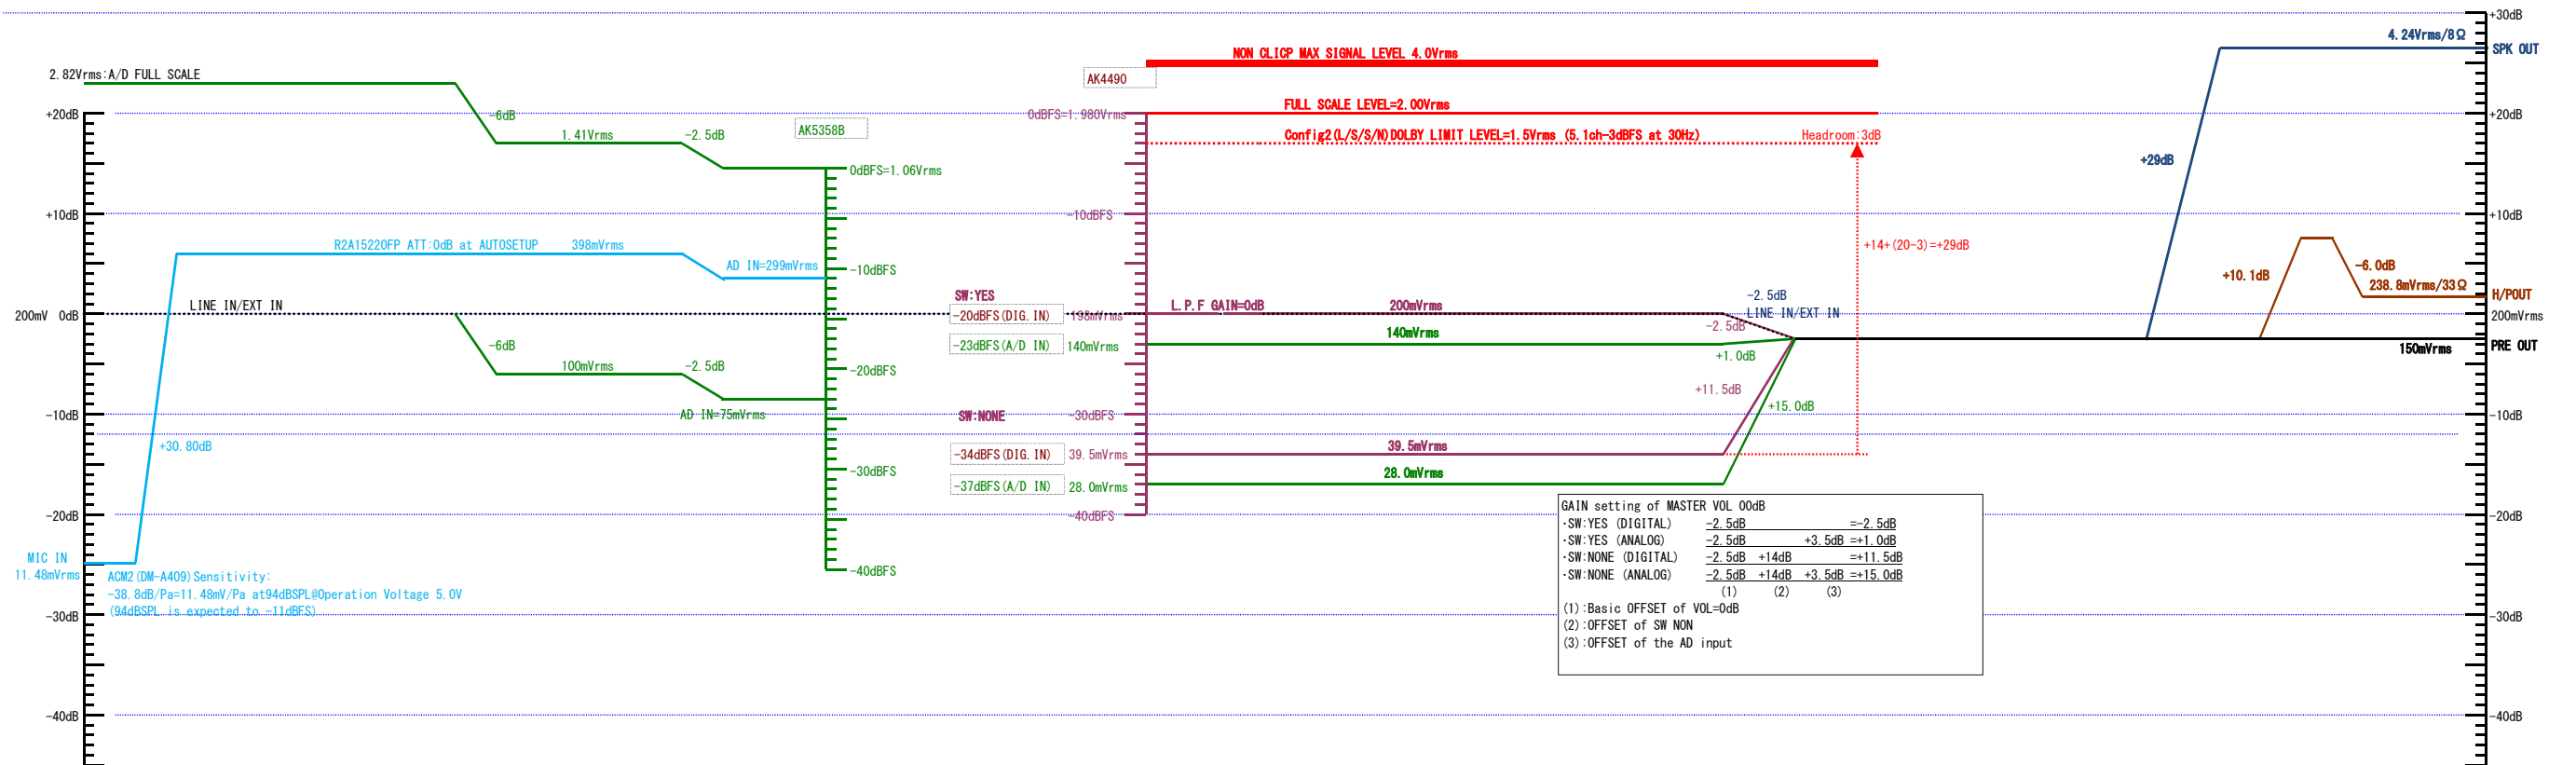 +30dB
4.24Vrms/8Ω
SPK OUT
NON CLICP MAX SIGNAL LEVEL 4.0Vrms
2.82Vrms:A/D FULL SCALE
AK4490
FULL SCALE LEVEL=2.00Vrms
+20dB
-6dB
0dBFS=1.980Vrms
+20dB
AK5358B
1.41Vrms
-2.5dB
Config2(L/S/S/N)DOLBY LIMIT LEVEL=1.5Vrms (5.1ch-3dBFS at 30Hz)
Headroom:3dB
+29dB
0dBFS=1.06Vrms
+10dB
-10dBFS
+10dB
R2A15220FP ATT:0dB at AUTOSETUP
398mVrms
+14+(20-3)=+29dB
AD IN=299mVrms
-10dBFS
+10.1dB
-6.0dB
238.8mVrms/33Ω
H/POUT
SW:YES
-2.5dB
LINE IN/EXT IN
L.P.F GAIN=0dB
200mVrms
LINE IN/EXT IN
200mV 0dB
-20dBFS(DIG.IN)
198mVrms
200mVrms
-2.5dB
140mVrms
-6dB
-23dBFS(A/D IN)
140mVrms
+1.0dB
150mVrms
PRE OUT
100mVrms
-2.5dB
-20dBFS
+11.5dB
+15.0dB
-10dB
AD IN=75mVrms
SW:NONE
-30dBFS
-10dB
+30.80dB
39.5mVrms
-34dBFS(DIG.IN)
39.5mVrms
-30dBFS
28.0mVrms
-37dBFS(A/D IN)
28.0mVrms
-20dB
-40dBFS
-20dB
GAIN setting of MASTER VOL 00dB
・SW:YES (DIGITAL) -2.5dB =-2.5dB
・SW:YES (ANALOG) -2.5dB +3.5dB =+1.0dB
・SW:NONE (DIGITAL) -2.5dB +14dB =+11.5dB
・SW:NONE (ANALOG) -2.5dB +14dB +3.5dB =+15.0dB
(1) (2) (3)
(1):Basic OFFSET of VOL=0dB
(2):OFFSET of SW NON
(3):OFFSET of the AD input
MIC IN
11.48mVrms
-40dBFS
ACM2(DM-A409)Sensitivity:
-38.8dB/Pa=11.48mV/Pa at94dBSPL@Operation Voltage 5.0V
(94dBSPL is expected to -11dBFS)
-30dB
-30dB
-40dB
-40dB